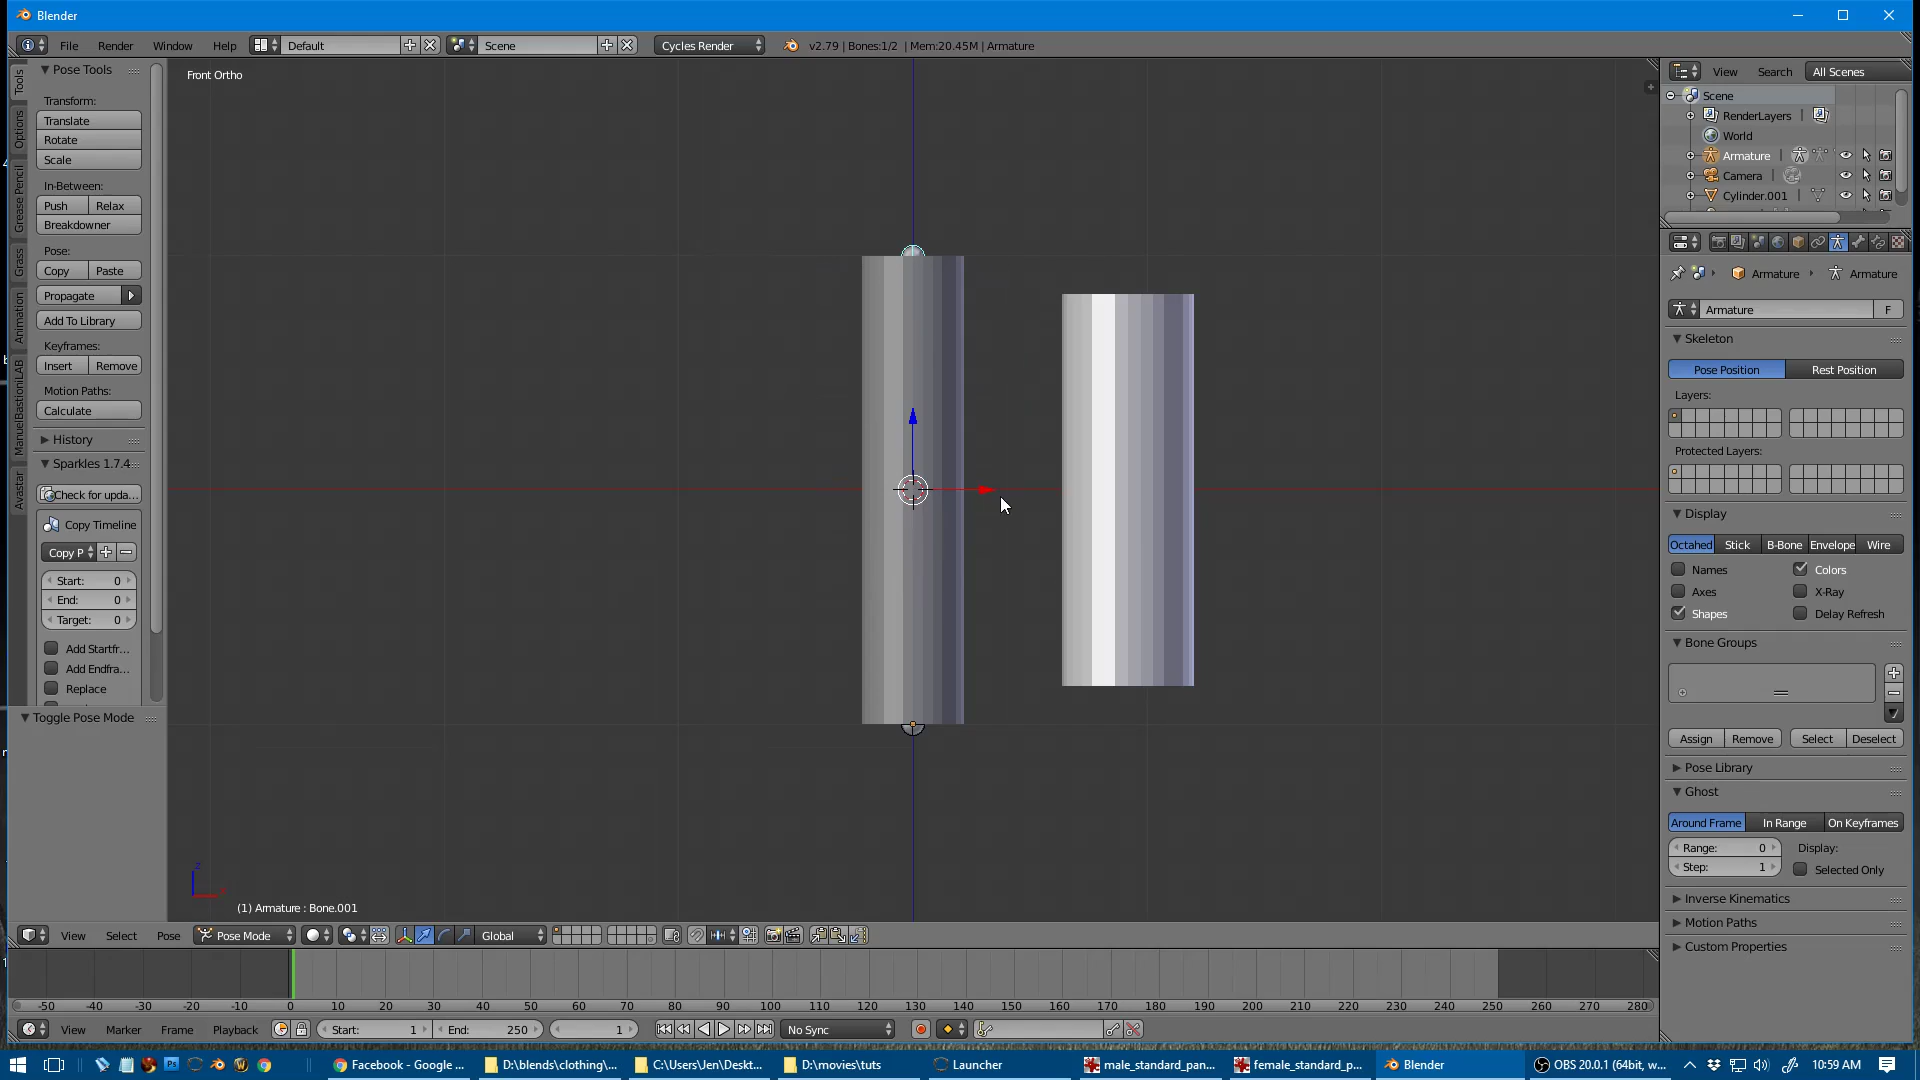 Blender
File Render Window Help Default Scene Cycles Render v2.79 | Bones:1/2 | Mem:20.45M | Armature
Tools
Options
Grease Pencil
Grass
Animation
ManuelBastioniLAB
Avastar
Pose Tools
Transform:
Translate
Rotate
Scale
In-Between:
Push Relax
Breakdowner
Pose:
Copy Paste
Propagate
Add To Library
Keyframes:
Insert Remove
Motion Paths:
Calculate
History
Sparkles 1.7.4
Check for upda...
Copy Timeline
Copy P
Start: 0
End: 0
Target: 0
Add Startfr...
Add Endfra...
Replace
Toggle Pose Mode
Front Ortho
z
(1) Armature : Bone.001
View Select Pose Pose Mode Global
View Search All Scenes
Scene
RenderLayers
World
Armature
Camera
Cylinder.001
Armature Armature
Armature F
Skeleton
Pose Position Rest Position
Layers:
Protected Layers:
Display
Octahed Stick B-Bone Envelope Wire
Names Colors
Axes X-Ray
Shapes Delay Refresh
Bone Groups
Assign Remove Select Deselect
Pose Library
Ghost
Around Frame In Range On Keyframes
Range: 0 Display:
Step: 1 Selected Only
Inverse Kinematics
Motion Paths
Custom Properties
-50 -40 -30 -20 -10 0 10 20 30 40 50 60 70 80 90 100 110 120 130 140 150 160 170 180 190 200 210 220 230 240 250 260 270 280
View Marker Frame Playback Start: 1 End: 250 1 No Sync
Facebook - Google ... D:\blends\clothing\... C:\Users\Jen\Deskt... D:\movies\tuts Launcher male_standard_pan... female_standard_p... Blender OBS 20.0.1 (64bit, w... 10:59 AM